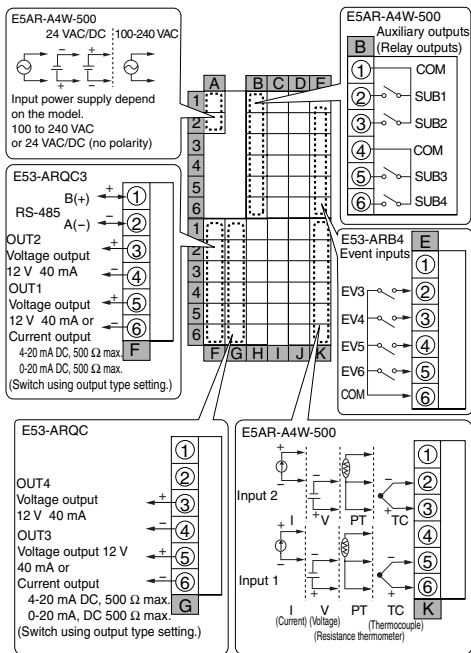 E5AR-A4W-500
24 VAC/DC 100-240 VAC
− + −
+ − +
Input power supply depend
on the model.
100 to 240 VAC
or 24 VAC/DC (no polarity)
E5AR-A4W-500
Auxiliary outputs
(Relay outputs)
B
1 COM
2 SUB1
3 SUB2
4 COM
5 SUB3
6 SUB4
A B C D E
1
2
3
4
5
6
1
2
3
4
5
6
F G H I J K
E53-ARQC3
B(+) + 1
RS-485
A(−) − 2
OUT2
Voltage output + 3
12 V 40 mA − 4
OUT1
Voltage output + 5
12 V 40 mA or − 6
Current output
4-20 mA DC, 500 Ω max.
0-20 mA DC, 500 Ω max.
F
(Switch using output type setting.)
E53-ARB4
Event inputs
E
1
EV3 2
EV4 3
EV5 4
EV6 5
COM 6
E53-ARQC
1
2
OUT4
Voltage output + 3
12 V 40 mA − 4
OUT3
Voltage output 12 V + 5
40 mA or
Current output − 6
4-20 mA DC, 500 Ω max.
0-20 mA, DC 500 Ω max.
G
(Switch using output type setting.)
E5AR-A4W-500
1
2
3
4
5
6
K
Input 2
+ − − +
I V PT TC
Input 1
+ − − +
I V PT TC
(Current) (Voltage) (Thermocouple)
(Resistance thermometer)